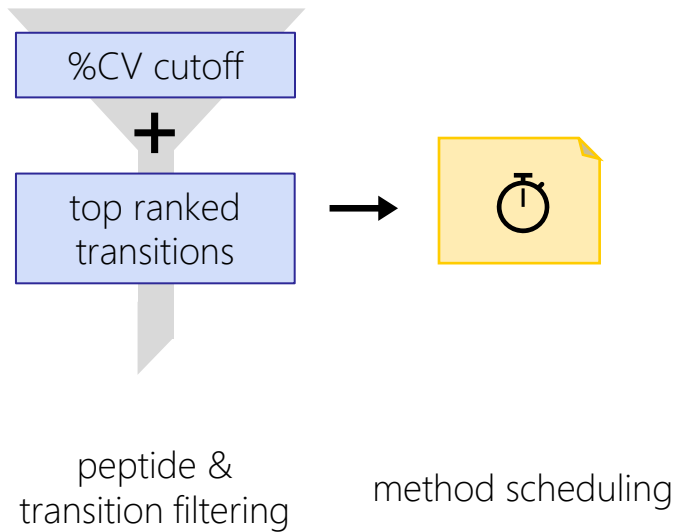 %CV cutoff
+
top ranked
transitions
peptide &
transition filtering
method scheduling